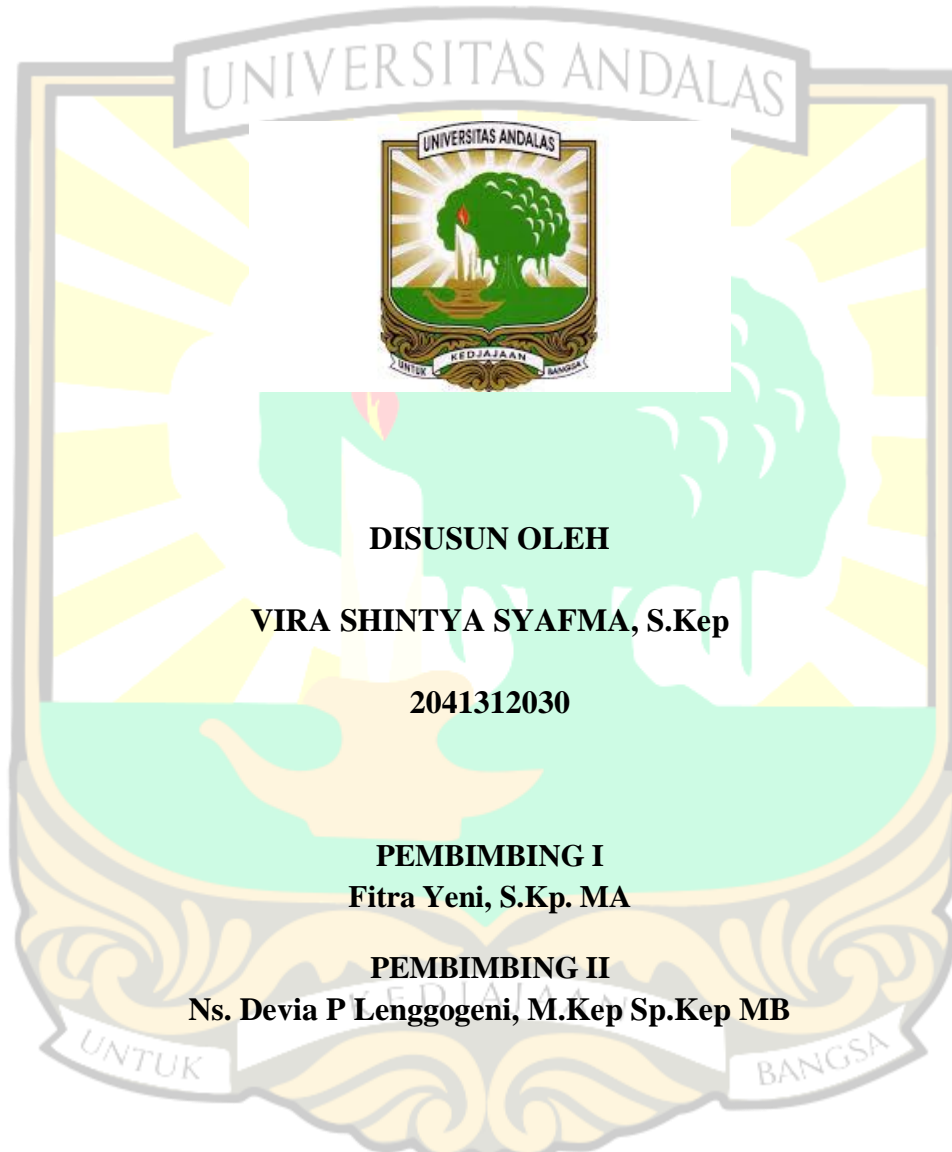 UNIVERSITAS ANDALAS
UNIVERSITAS ANDALAS
UNTUK KEDJAJAAN BANGSA
DISUSUN OLEH
VIRA SHINTYA SYAFMA, S.Kep
2041312030
PEMBIMBING I
Fitra Yeni, S.Kp. MA
PEMBIMBING II
Ns. Devia P Lenggogeni, M.Kep Sp.Kep MB
UNTUK KEDJAJAAN BANGSA